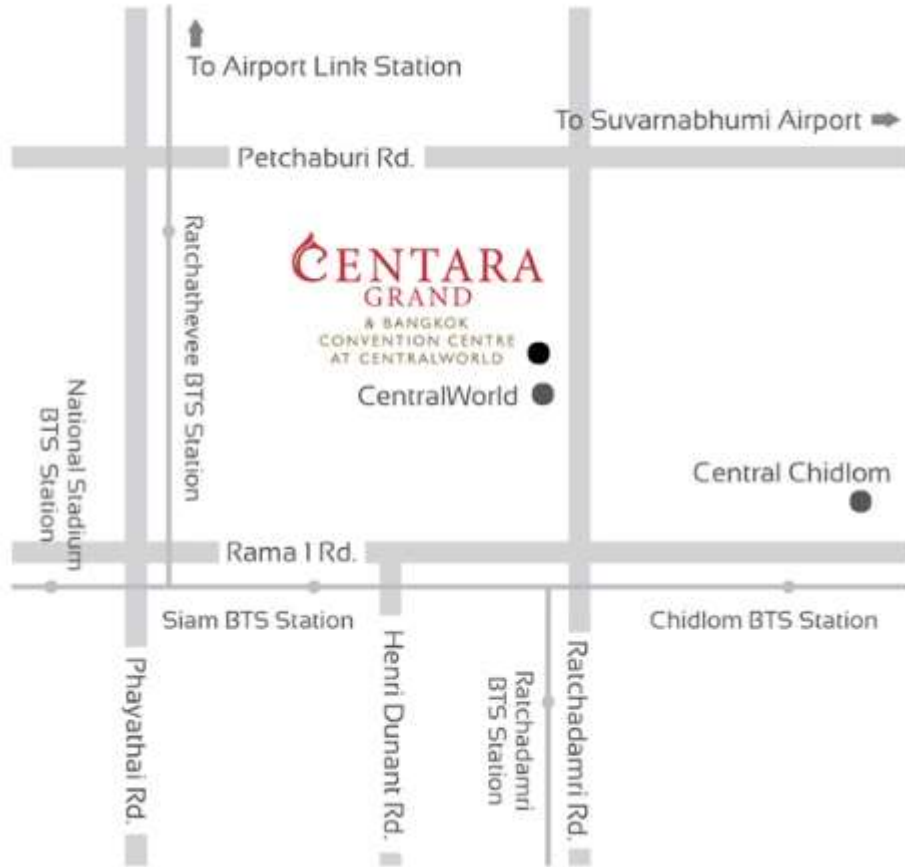 To Airport Link Station
To Suvarnabhumi Airport
Petchaburi Rd.
Ratchathevee BTS Station
CENTARA
GRAND
& BANGKOK
CONVENTION CENTRE
AT CENTRALWORLD
CentralWorld
National Stadium
BTS Station
Central Chidlom
Rama 1 Rd.
Siam BTS Station
Chidlom BTS Station
Phayathai Rd.
Henri Dunant Rd.
Ratchadamri
BTS Station
Ratchadamri Rd.